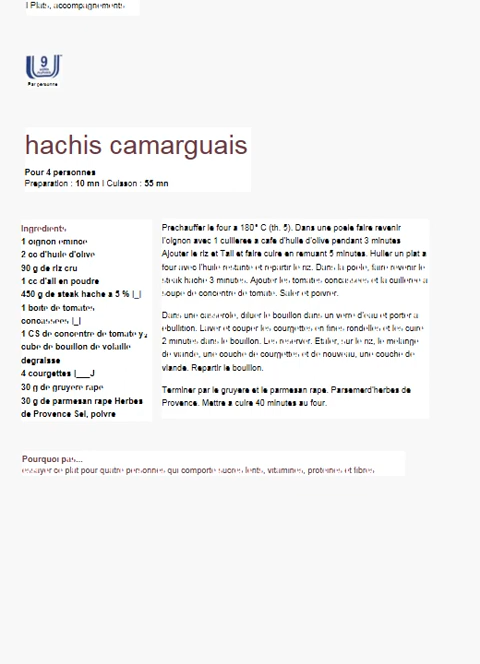 I Plats, accompagnements
9
Par personne
hachis camarguais
Pour 4 personnes
Preparation : 10 mn I Cuisson : 55 mn
Ingredients
1 oignon emince
2 cc d'huile d'olive
90 g de riz cru
1 cc d'ail en poudre
450 g de steak hache a 5 % |_|
1 boite de tomates
concassees |_|
1 CS de concentre de tomate y2
cube de bouillon de volaille
degraisse
4 courgettes |___J
30 g de gruyere rape
30 g de parmesan rape Herbes
de Provence Sel, poivre
Prechauffer le four a 180° C (th. 5). Dans une poele faire revenir
l'oignon avec 1 cuilleree a cafe d'huile d'olive pendant 3 minutes
Ajouter le riz et Tail et faire cuire en remuant 5 minutes. Huiler un plat a
four avec l'huile restante et repartir le riz. Dans la poele, faire revenir le
steak hache 3 minutes. Ajouter les tomates concassees et la cuilleree a
soupe de concentre de tomate. Saler et poivrer.
Dans une casserole, diluer le bouillon dans un verre d'eau et porter a
ebullition. Laver et couper les courgettes en fines rondelles et les cuire
2 minutes dans le bouillon. Les reserver. Etaler, sur le riz, le melange
de viande, une couche de courgettes et de nouveau, une couche de
viande. Repartir le bouillon.
Terminer par le gruyere et le parmesan rape. Parsemerd'herbes de
Provence. Mettre a cuire 40 minutes au four.
Pourquoi pas...
essayer ce plat pour quatre personnes qui comporte sucres lents, vitamines, proteines et fibres